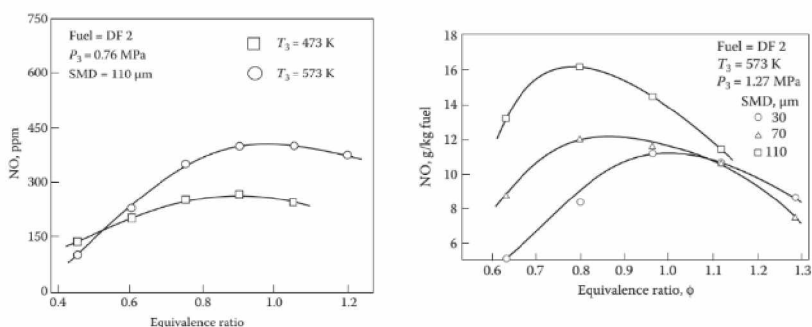 750
600
450
300
150
0
NO, ppm
Fuel = DF 2
P3 = 0.76 MPa
SMD = 110 μm
T3 = 473 K
T3 = 573 K
0.4 0.6 0.8 1.0 1.2
Equivalence ratio
18
16
14
12
10
8
6
NO, g/kg fuel
Fuel = DF 2
T3 = 573 K
P3 = 1.27 MPa
SMD, μm
30
70
110
0.6 0.7 0.8 0.9 1.0 1.1 1.2 1.3
Equivalence ratio, ϕ